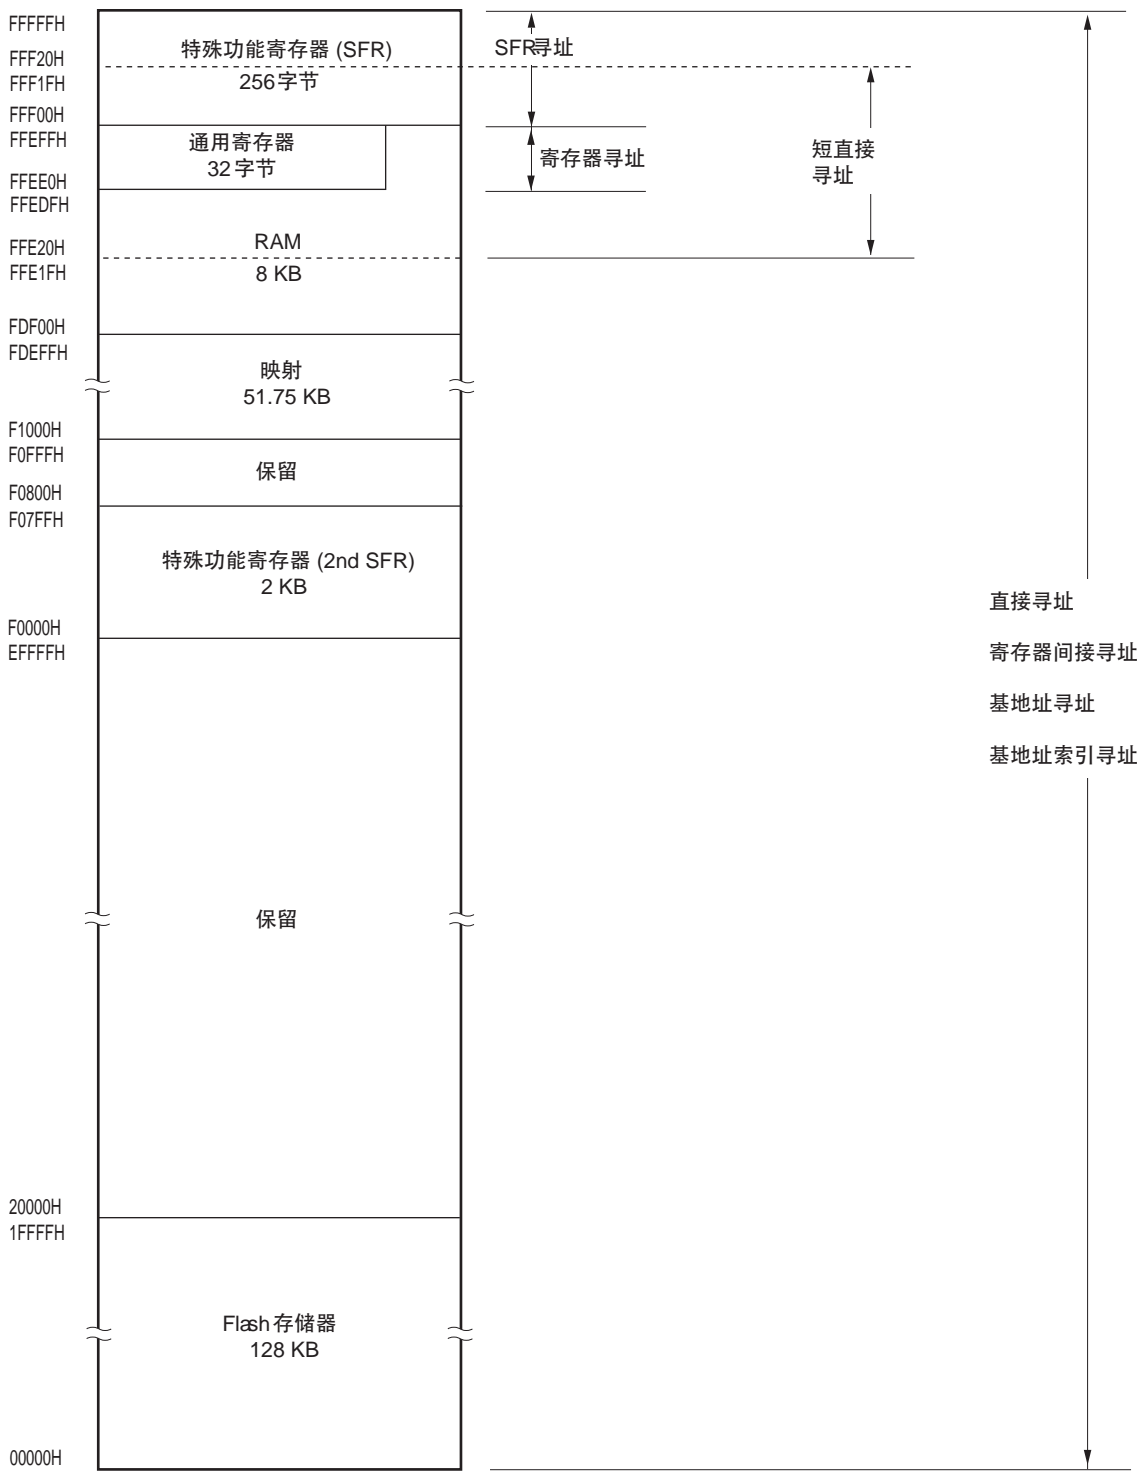 FFFFFH
特殊功能寄存器 (SFR)
SFR寻址
FFF20H
FFF1FH
256字节
FFF00H
FFEFFH
通用寄存器
32字节
寄存器寻址
短直接
寻址
FFEE0H
FFEDFH
RAM
FFE20H
FFE1FH
8 KB
FDF00H
FDEFFH
映射
51.75 KB
F1000H
F0FFFH
保留
F0800H
F07FFH
特殊功能寄存器 (2nd SFR)
2 KB
直接寻址
F0000H
EFFFFH
寄存器间接寻址
基地址寻址
基地址索引寻址
保留
20000H
1FFFFH
Flash存储器
128 KB
00000H